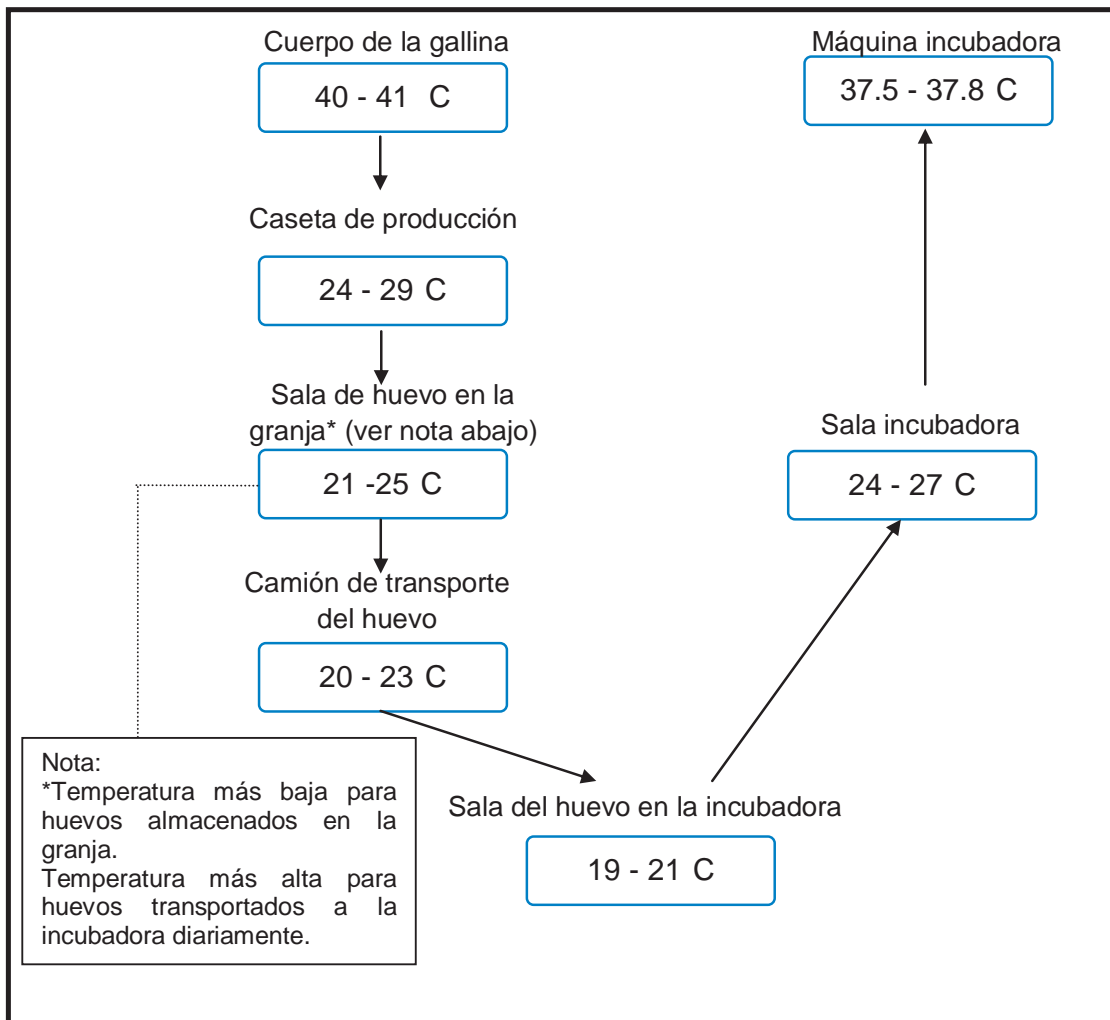 Cuerpo de la gallina
40 - 41 C
Caseta de producción
24 - 29 C
Sala de huevo en la
granja* (ver nota abajo)
21 -25 C
Camión de transporte
del huevo
20 - 23 C
Nota:
*Temperatura más baja para
huevos almacenados en la
granja.
Temperatura más alta para
huevos transportados a la
incubadora diariamente.
Sala del huevo en la incubadora
19 - 21 C
Sala incubadora
24 - 27 C
Máquina incubadora
37.5 - 37.8 C